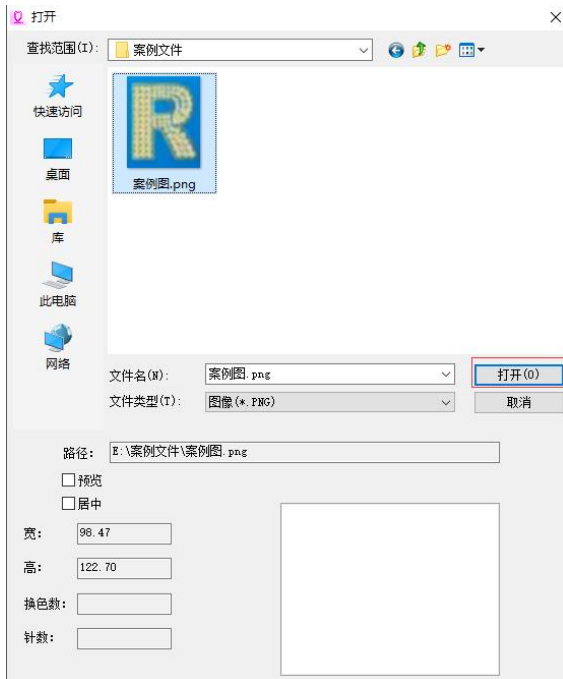 打开
查找范围(I):
案例文件
快速访问
桌面
库
此电脑
网络
案例图.png
文件名(N):
案例图.png
打开(O)
文件类型(T):
图像(*.PNG)
取消
路径:
E:\案例文件\案例图.png
预览
居中
宽:
98.47
高:
122.70
换色数:
针数: